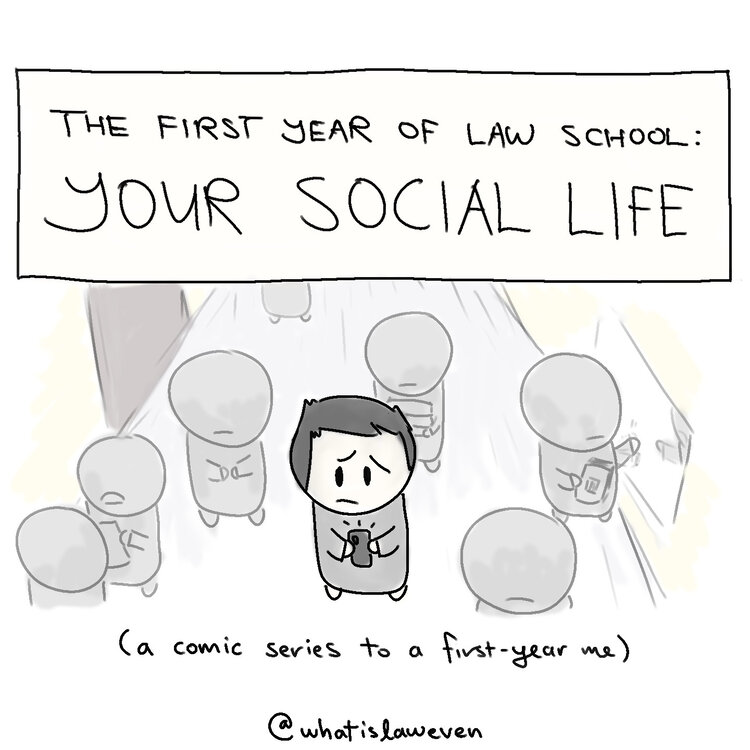 THE FIRST YEAR OF LAW SCHOOL:
YOUR SOCIAL LIFE
(a comic series to a first-year me)
@whatislaweven